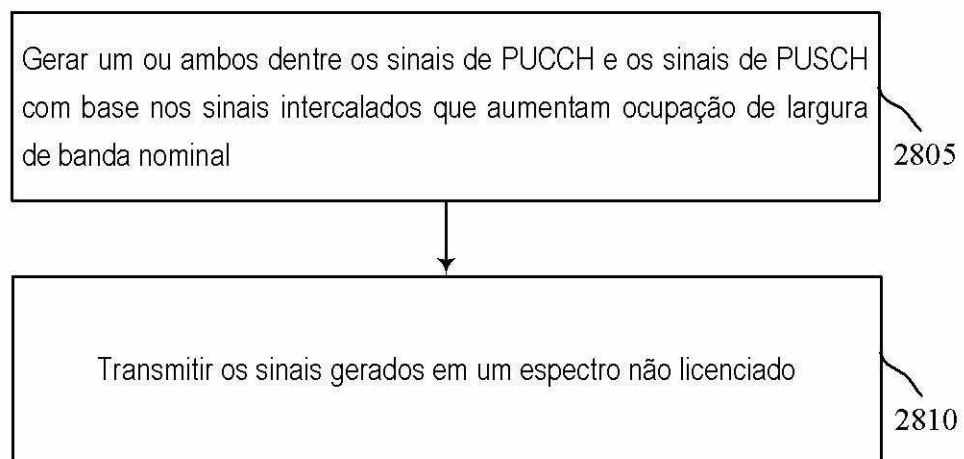 Gerar um ou ambos dentre os sinais de PUCCH e os sinais de PUSCH
com base nos sinais intercalados que aumentam ocupação de largura
de banda nominal
2805
Transmitir os sinais gerados em um espectro não licenciado
2810